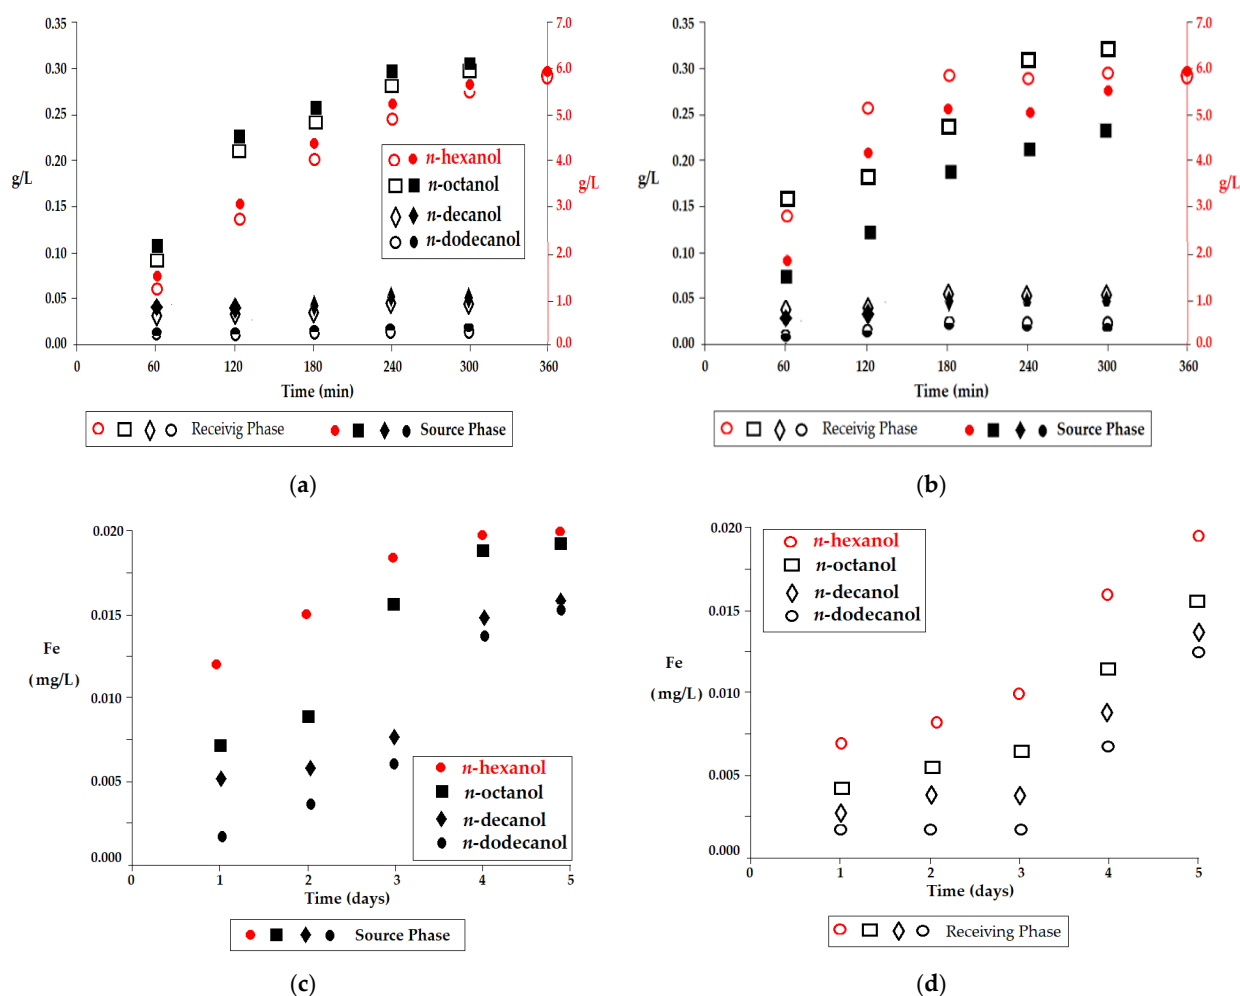 0.35
7.0
0.30
6.0
0.25
5.0
0.20
4.0
g/L
g/L
0.15
3.0
0.10
2.0
0.05
1.0
0.00
0.0
n-hexanol
n-octanol
n-decanol
n-dodecanol
0 60 120 180 240 300 360
Time (min)
Receivig Phase Source Phase
(a)
0.35
7.0
0.30
6.0
0.25
5.0
0.20
4.0
g/L
g/L
0.15
3.0
0.10
2.0
0.05
1.0
0.00
0.0
0 60 120 180 240 300 360
Time (min)
Receivig Phase Source Phase
(b)
0.020
0.015
Fe
(mg/L)
0.010
0.005
0.000
n-hexanol
n-octanol
n-decanol
n-dodecanol
0 1 2 3 4 5
Time (days)
Source Phase
(c)
0.020
n-hexanol
n-octanol
n-decanol
n-dodecanol
0.015
Fe
(mg/L)
0.010
0.005
0.000
0 1 2 3 4 5
Time (days)
Receiving Phase
(d)